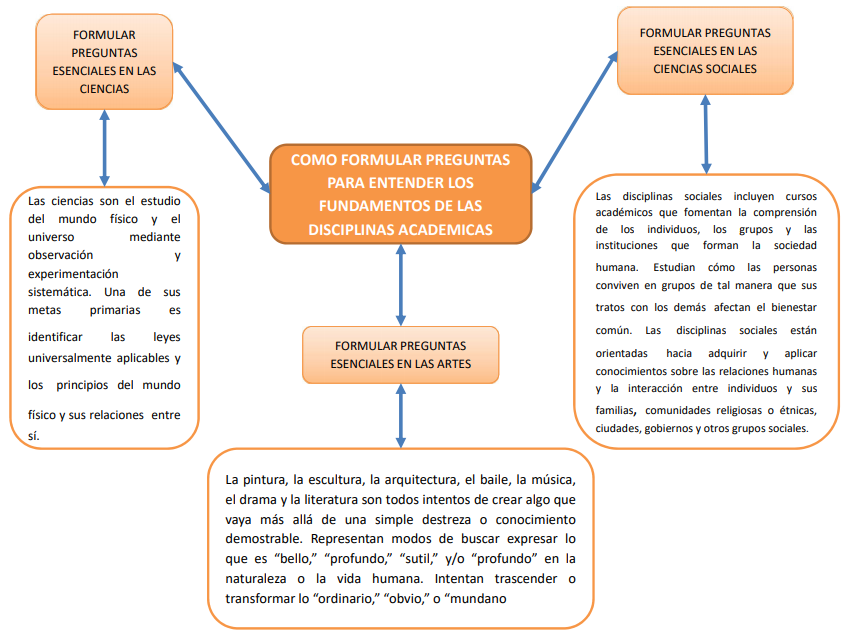 FORMULAR
PREGUNTAS
ESENCIALES EN LAS
CIENCIAS
FORMULAR PREGUNTAS
ESENCIALES EN LAS
CIENCIAS SOCIALES
COMO FORMULAR PREGUNTAS
PARA ENTENDER LOS
FUNDAMENTOS DE LAS
DISCIPLINAS ACADEMICAS
Las ciencias son el estudio
del mundo físico y el
universo mediante
observación y
experimentación
sistemática. Una de sus
metas primarias es
identificar las leyes
universalmente aplicables y
los principios del mundo
físico y sus relaciones entre
sí.
Las disciplinas sociales incluyen cursos
académicos que fomentan la comprensión
de los individuos, los grupos y las
instituciones que forman la sociedad
humana. Estudian cómo las personas
conviven en grupos de tal manera que sus
tratos con los demás afectan el bienestar
común. Las disciplinas sociales están
orientadas hacia adquirir y aplicar
conocimientos sobre las relaciones humanas
y la interacción entre individuos y sus
familias, comunidades religiosas o étnicas,
ciudades, gobiernos y otros grupos sociales.
FORMULAR PREGUNTAS
ESENCIALES EN LAS ARTES
La pintura, la escultura, la arquitectura, el baile, la música,
el drama y la literatura son todos intentos de crear algo que
vaya más allá de una simple destreza o conocimiento
demostrable. Representan modos de buscar expresar lo
que es “bello,” “profundo,” “sutil,” y/o “profundo” en la
naturaleza o la vida humana. Intentan trascender o
transformar lo “ordinario,” “obvio,” o “mundano